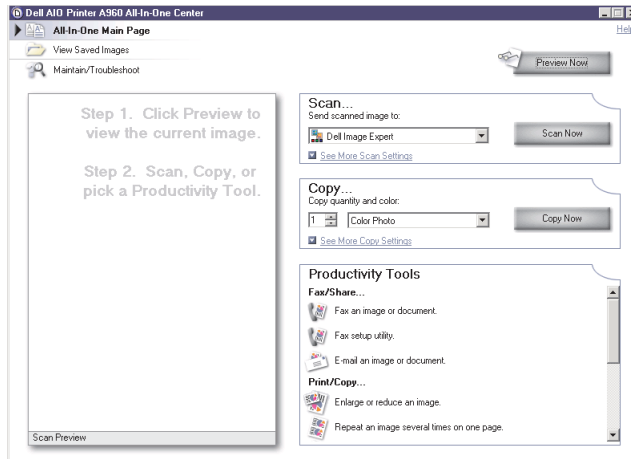 Dell AIO Printer A960 All-In-One Center
All-In-One Main Page
Help
View Saved Images
Maintain/Troubleshoot
Preview Now
Step 1. Click Preview to
view the current image.
Step 2. Scan, Copy, or
pick a Productivity Tool.
Scan Preview
Scan...
Send scanned image to:
Dell Image Expert
Scan Now
See More Scan Settings
Copy...
Copy quantity and color:
1 Color Photo
Copy Now
See More Copy Settings
Productivity Tools
Fax/Share...
Fax an image or document.
Fax setup utility.
E-mail an image or document.
Print/Copy...
Enlarge or reduce an image.
Repeat an image several times on one page.